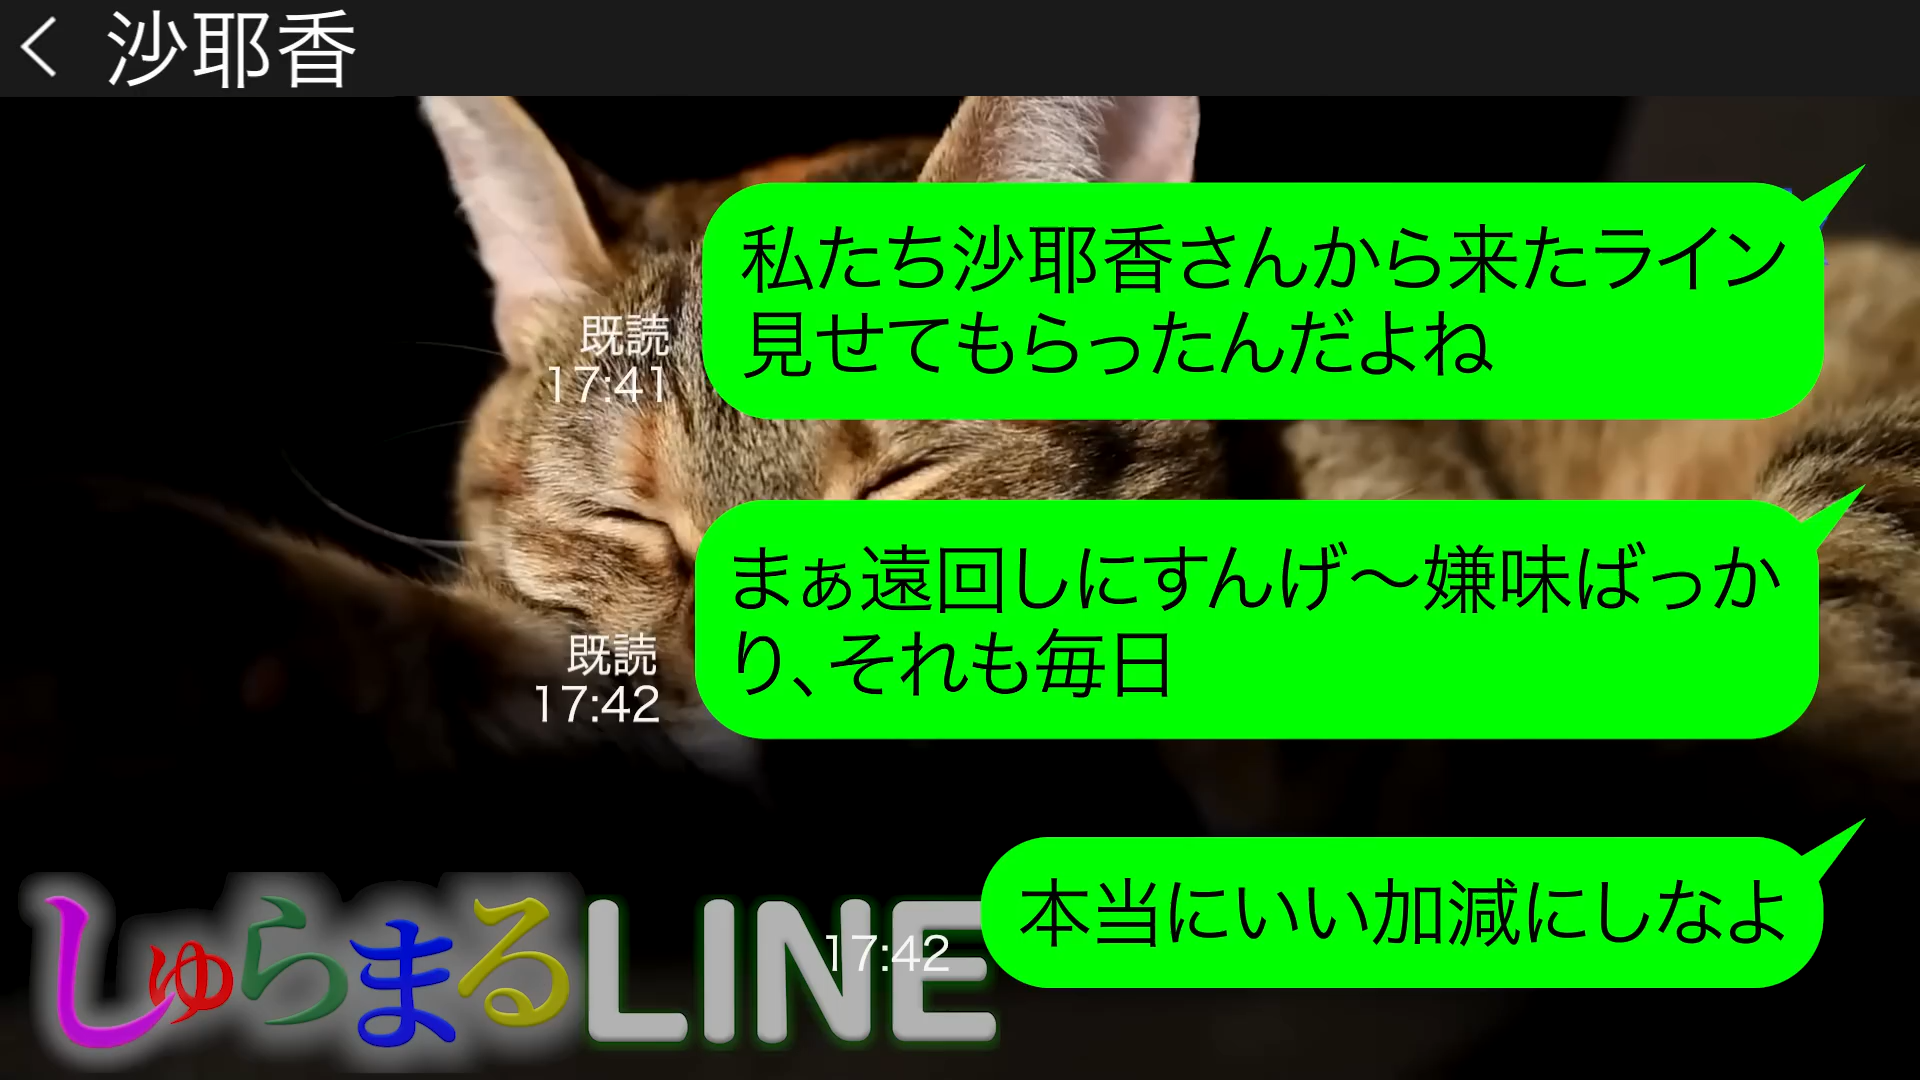 沙耶香
私たち沙耶香さんから来たライン
見せてもらったんだよね
既読
17:41
まぁ遠回しにすんげ〜嫌味ばっか
り、それも毎日
既読
17:42
本当にいい加減にしなよ
17:42
しゅらまるLINE